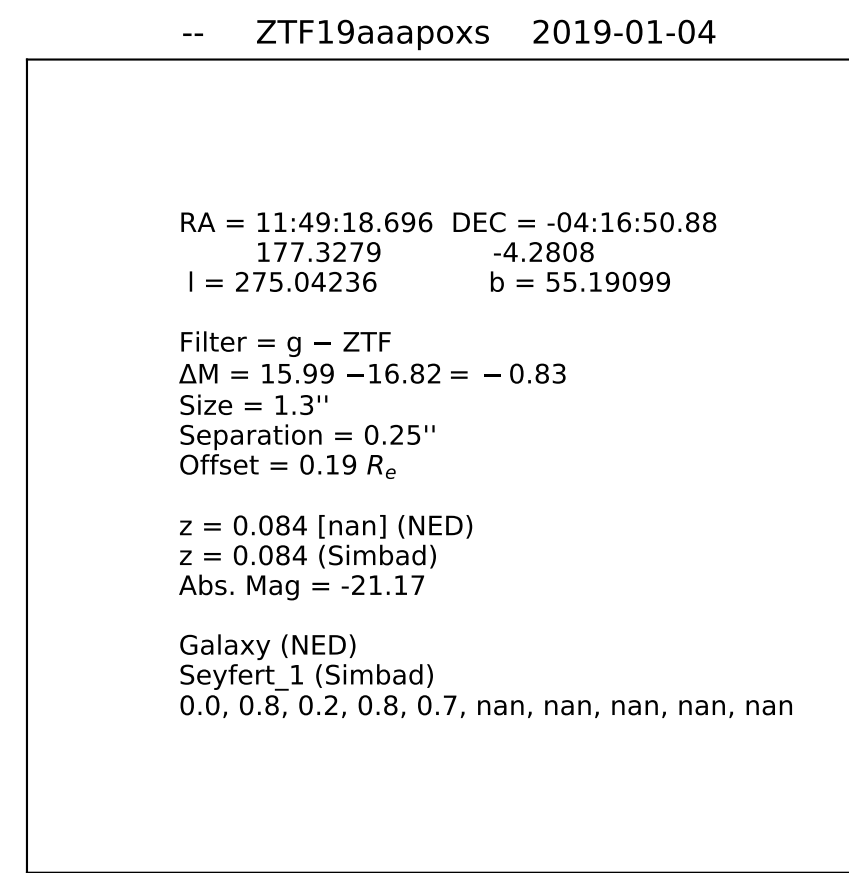 -- ZTF19aaapoxs 2019-01-04
RA = 11:49:18.696 DEC = -04:16:50.88
177.3279 -4.2808
l = 275.04236 b = 55.19099
Filter = g − ZTF
ΔM = 15.99 −16.82 = − 0.83
Size = 1.3''
Separation = 0.25''
Offset = 0.19 Rₑ
z = 0.084 [nan] (NED)
z = 0.084 (Simbad)
Abs. Mag = -21.17
Galaxy (NED)
Seyfert_1 (Simbad)
0.0, 0.8, 0.2, 0.8, 0.7, nan, nan, nan, nan, nan